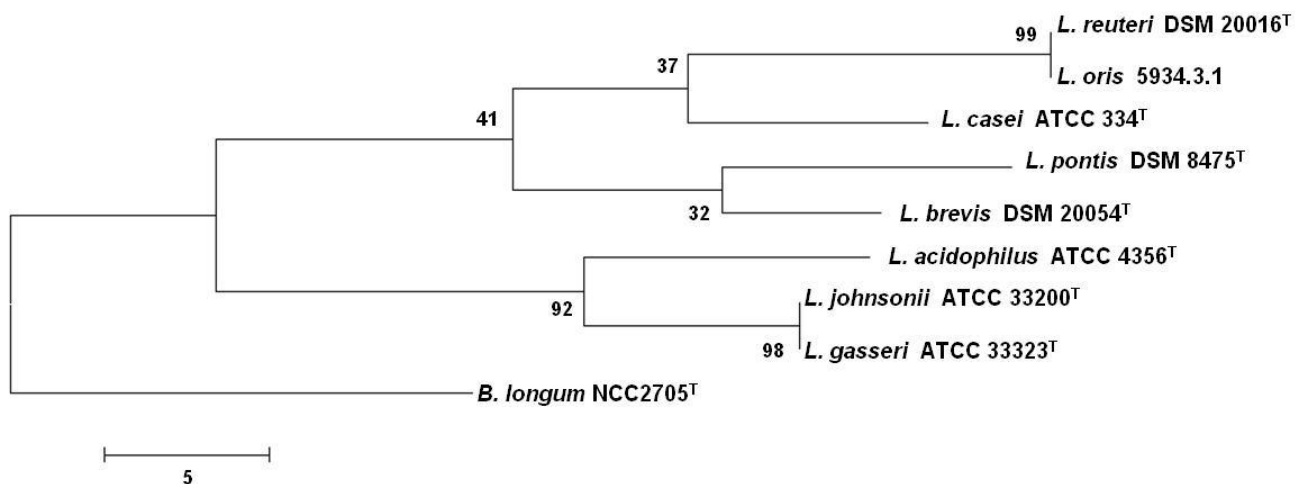 99
L. reuteri DSM 20016ᵀ
37
L. oris 5934.3.1
41
L. casei ATCC 334ᵀ
L. pontis DSM 8475ᵀ
32
L. brevis DSM 20054ᵀ
L. acidophilus ATCC 4356ᵀ
92
L. johnsonii ATCC 33200ᵀ
98
L. gasseri ATCC 33323ᵀ
B. longum NCC2705ᵀ
5